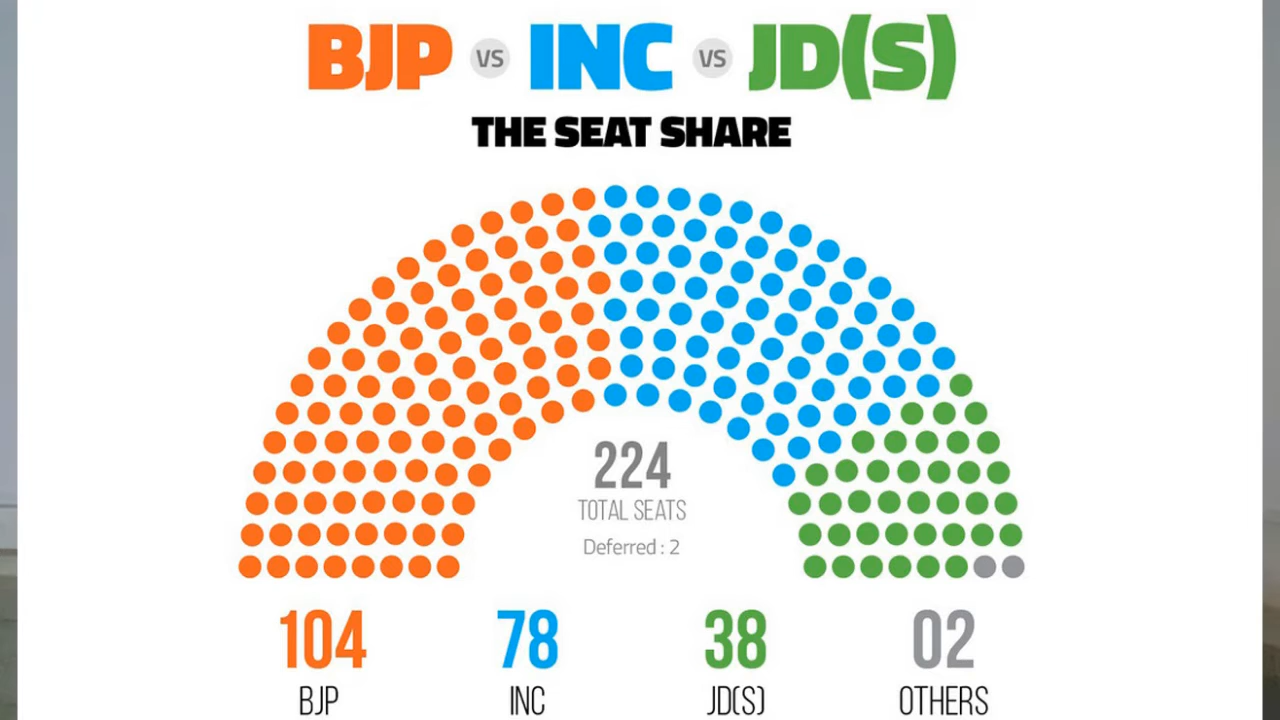 BJP VS INC VS JD(S)
THE SEAT SHARE
224
TOTAL SEATS
Deferred : 2
104 78 38 02
BJP INC JD(S) OTHERS